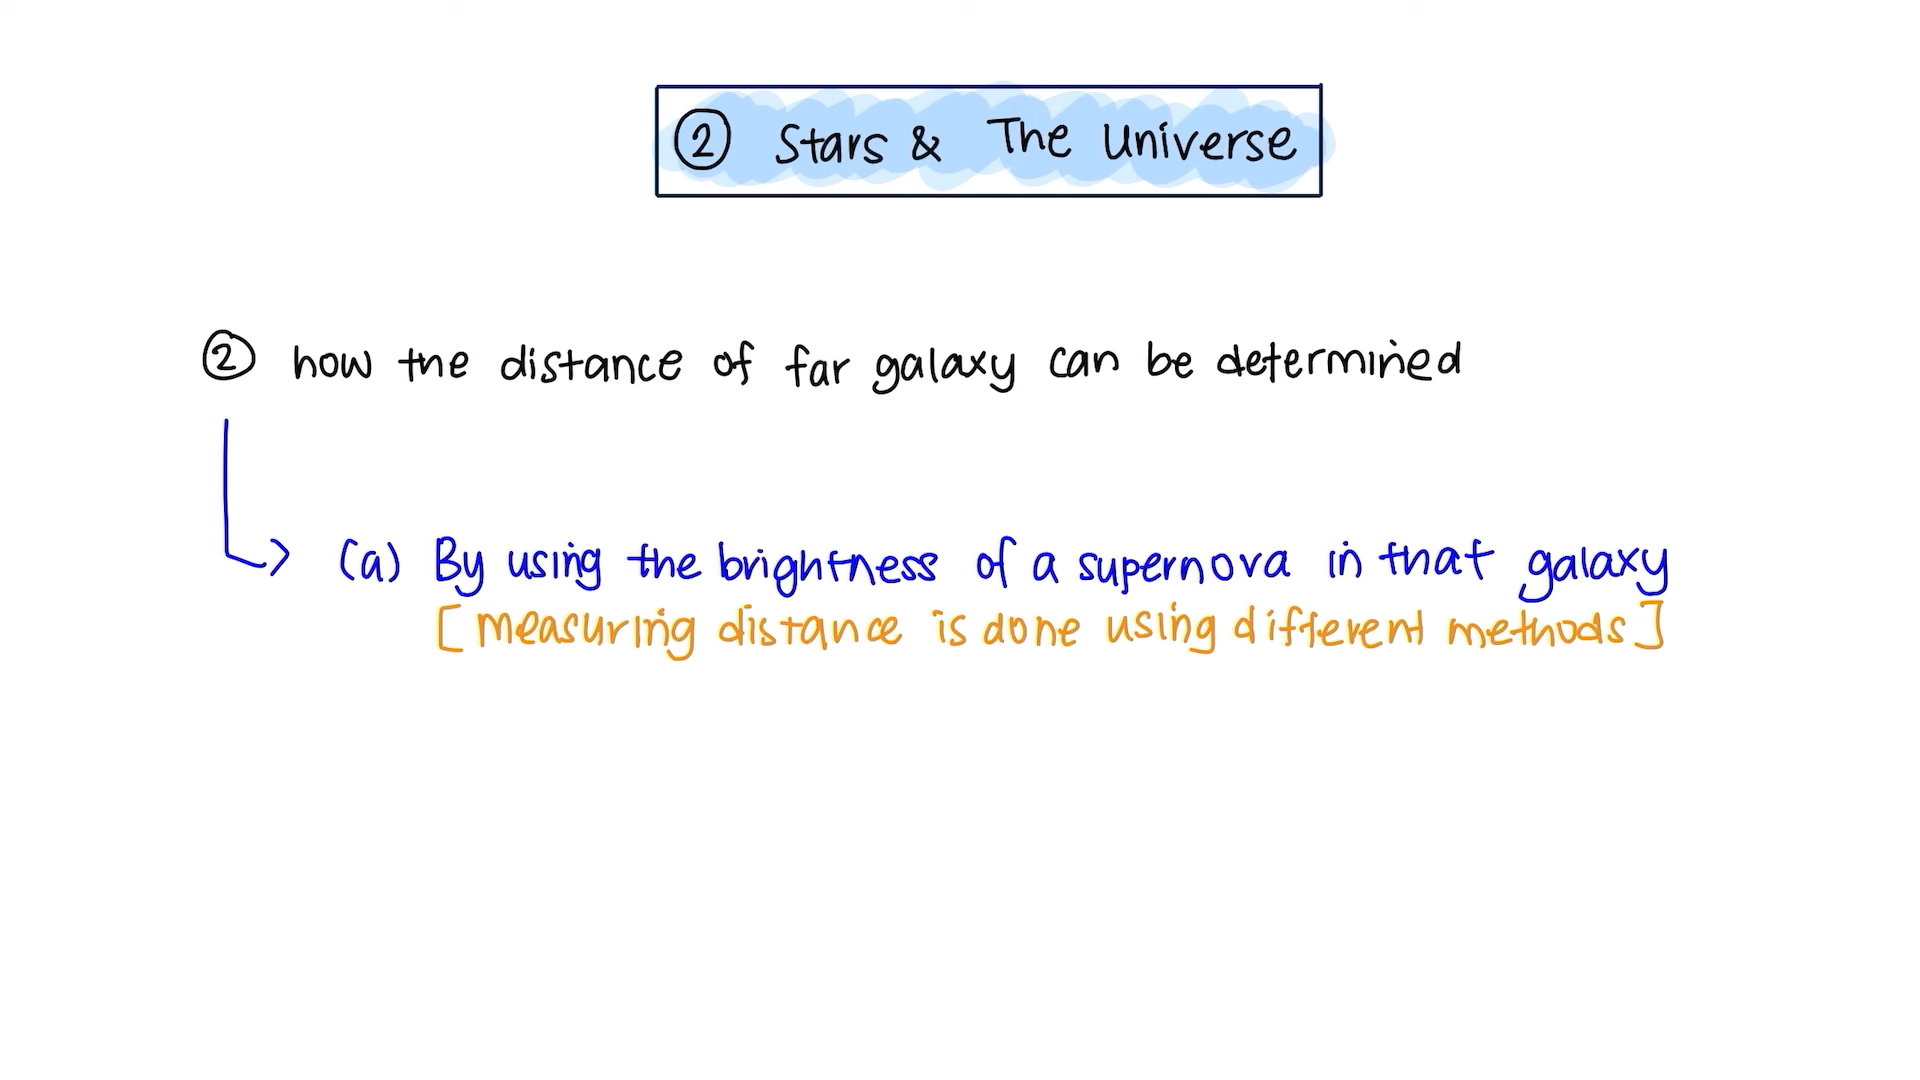 ② Stars & The Universe
② how the distance of far galaxy can be determined
(a) By using the brightness of a supernova in that galaxy
[measuring distance is done using different methods]